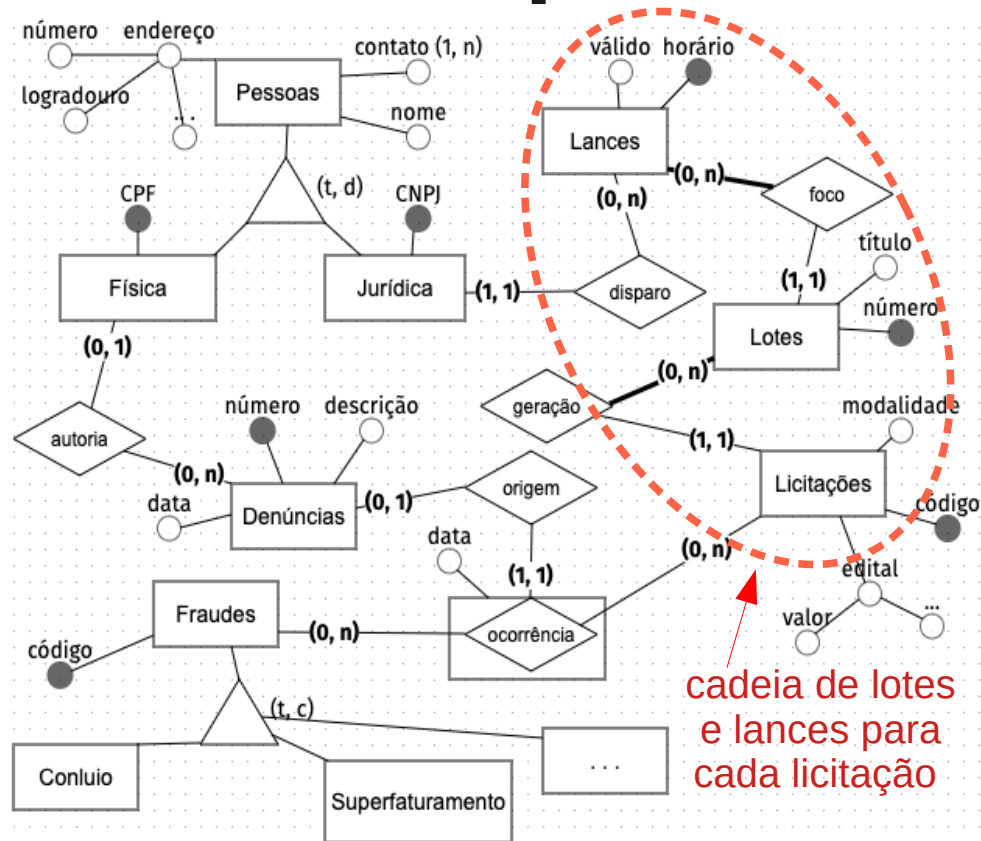 número
endereço
contato (1, n)
Pessoas
logradouro
...
nome
(t, d)
CPF
CNPJ
Física
Jurídica
válido
horário
Lances
(0, n)
(0, n)
foco
título
(1, 1)
disparo
(1, 1)
número
Lotes
(0, 1)
(0, n)
geração
modalidade
número
descrição
autoria
(1, 1)
(0, n)
origem
Licitações
(0, 1)
código
data
Denúncias
data
(0, n)
(1, 1)
edital
Fraudes
valor
...
(0, n)
ocorrência
código
(t, c)
cadeia de lotes
e lances para
cada licitação
Conluio
Superfaturamento
...